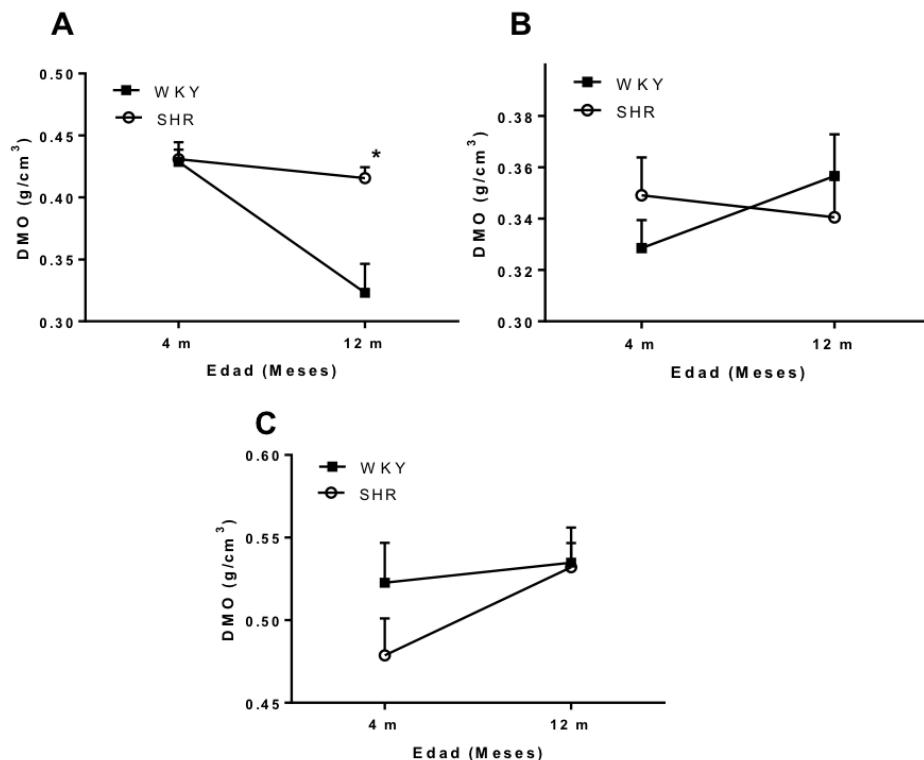 A
0.50
0.45
0.40
0.35
0.30
DMO (g/cm³)
WKY
SHR
*
4 m
12 m
Edad (Meses)
B
0.38
0.36
0.34
0.32
0.30
DMO (g/cm³)
WKY
SHR
4 m
12 m
Edad (Meses)
C
0.60
0.55
0.50
0.45
DMO (g/cm³)
WKY
SHR
4 m
12 m
Edad (Meses)